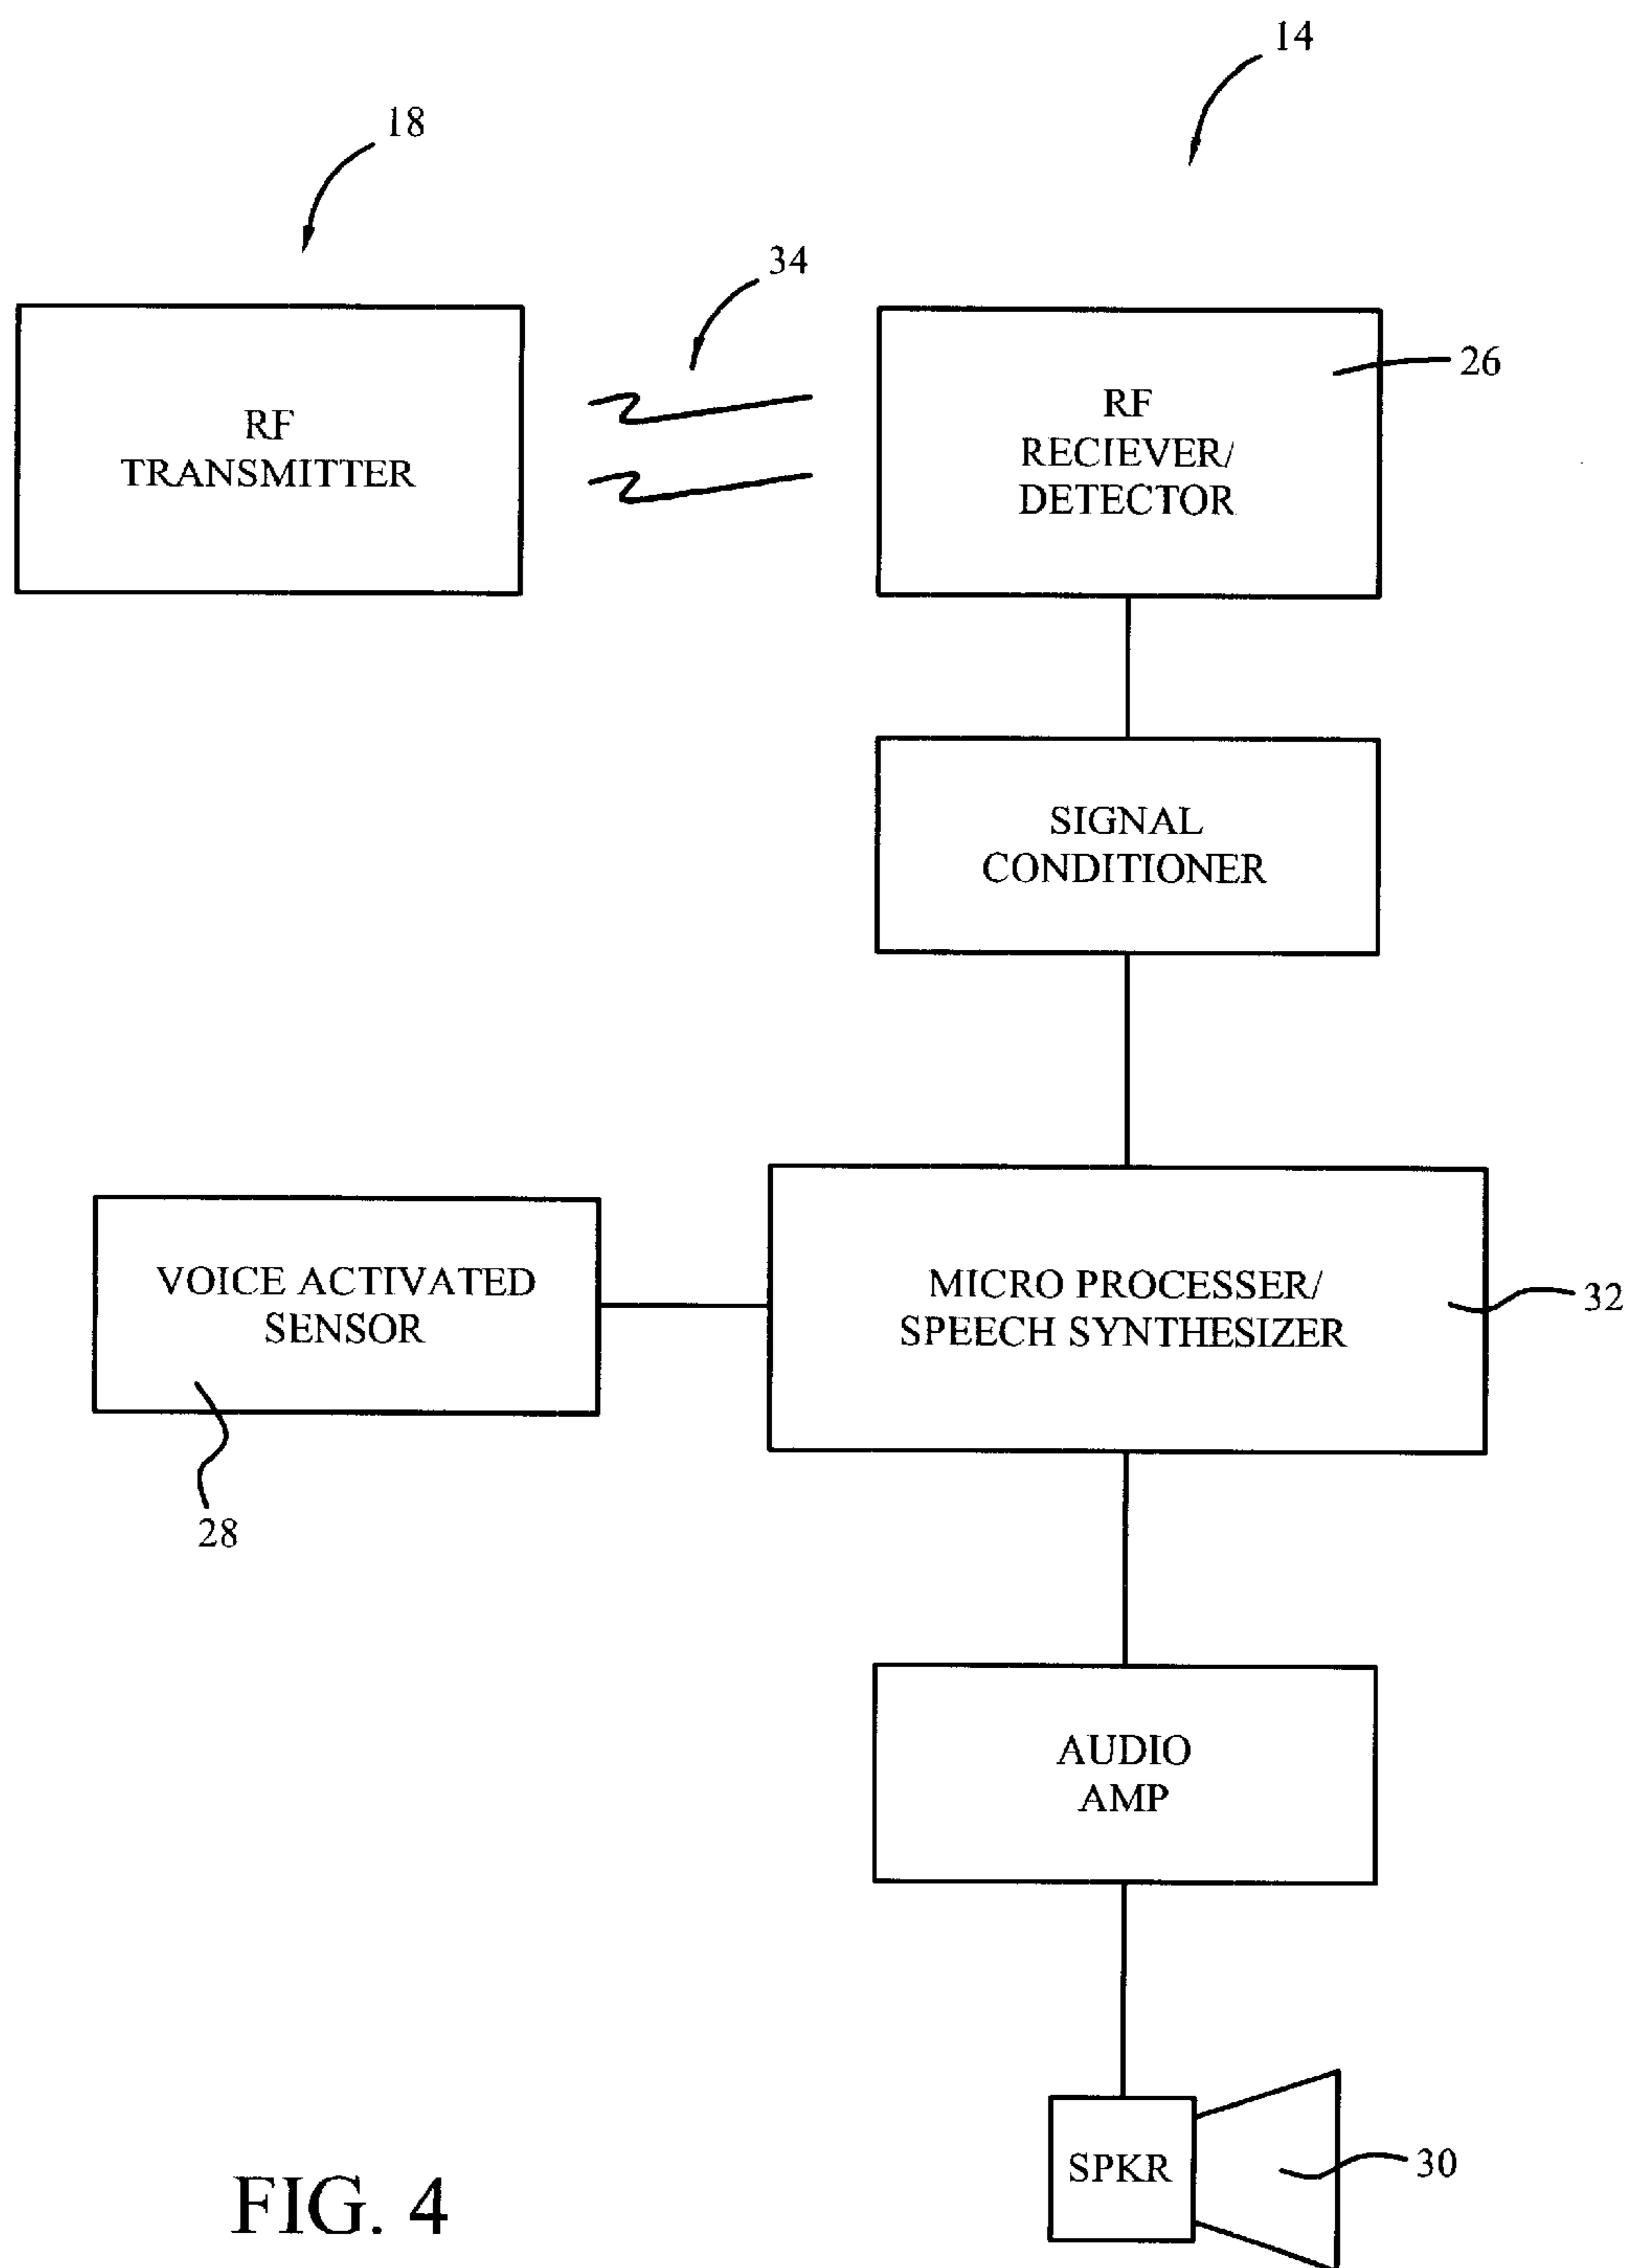 14
18
34
RF
TRANSMITTER
RF
RECIEVER/
DETECTOR
26
SIGNAL
CONDITIONER
VOICE ACTIVATED
SENSOR
28
MICRO PROCESSER/
SPEECH SYNTHESIZER
32
AUDIO
AMP
SPKR
30
FIG. 4